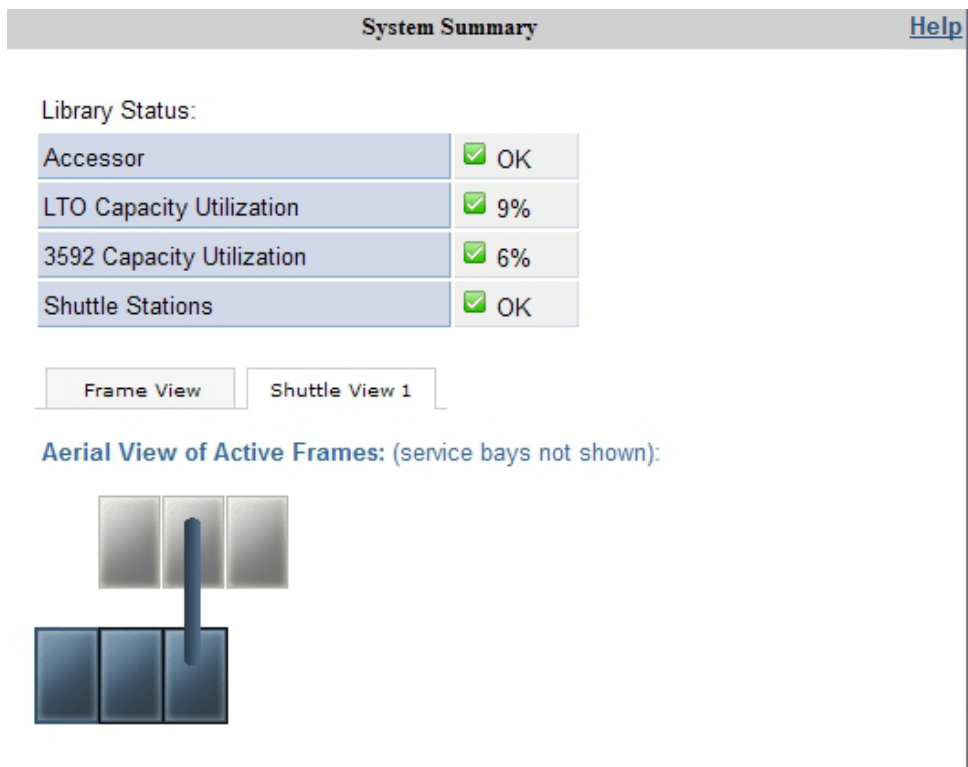 System Summary Help
Library Status:
Accessor OK
LTO Capacity Utilization 9%
3592 Capacity Utilization 6%
Shuttle Stations OK
Frame View Shuttle View 1
Aerial View of Active Frames: (service bays not shown):